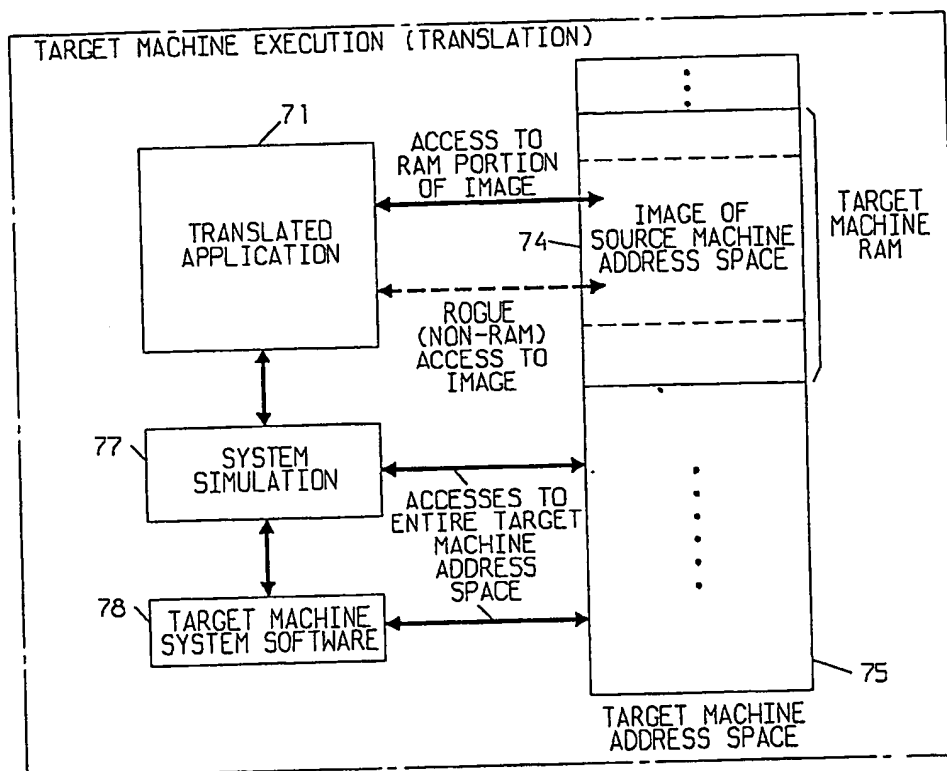 TARGET MACHINE EXECUTION (TRANSLATION)
71
TRANSLATED
APPLICATION
ACCESS TO
RAM PORTION
OF IMAGE
74
IMAGE OF
SOURCE MACHINE
ADDRESS SPACE
TARGET
MACHINE
RAM
ROGUE
(NON-RAM)
ACCESS TO
IMAGE
77
SYSTEM
SIMULATION
ACCESSES TO
ENTIRE TARGET
MACHINE
ADDRESS
SPACE
78
TARGET MACHINE
SYSTEM SOFTWARE
75
TARGET MACHINE
ADDRESS SPACE